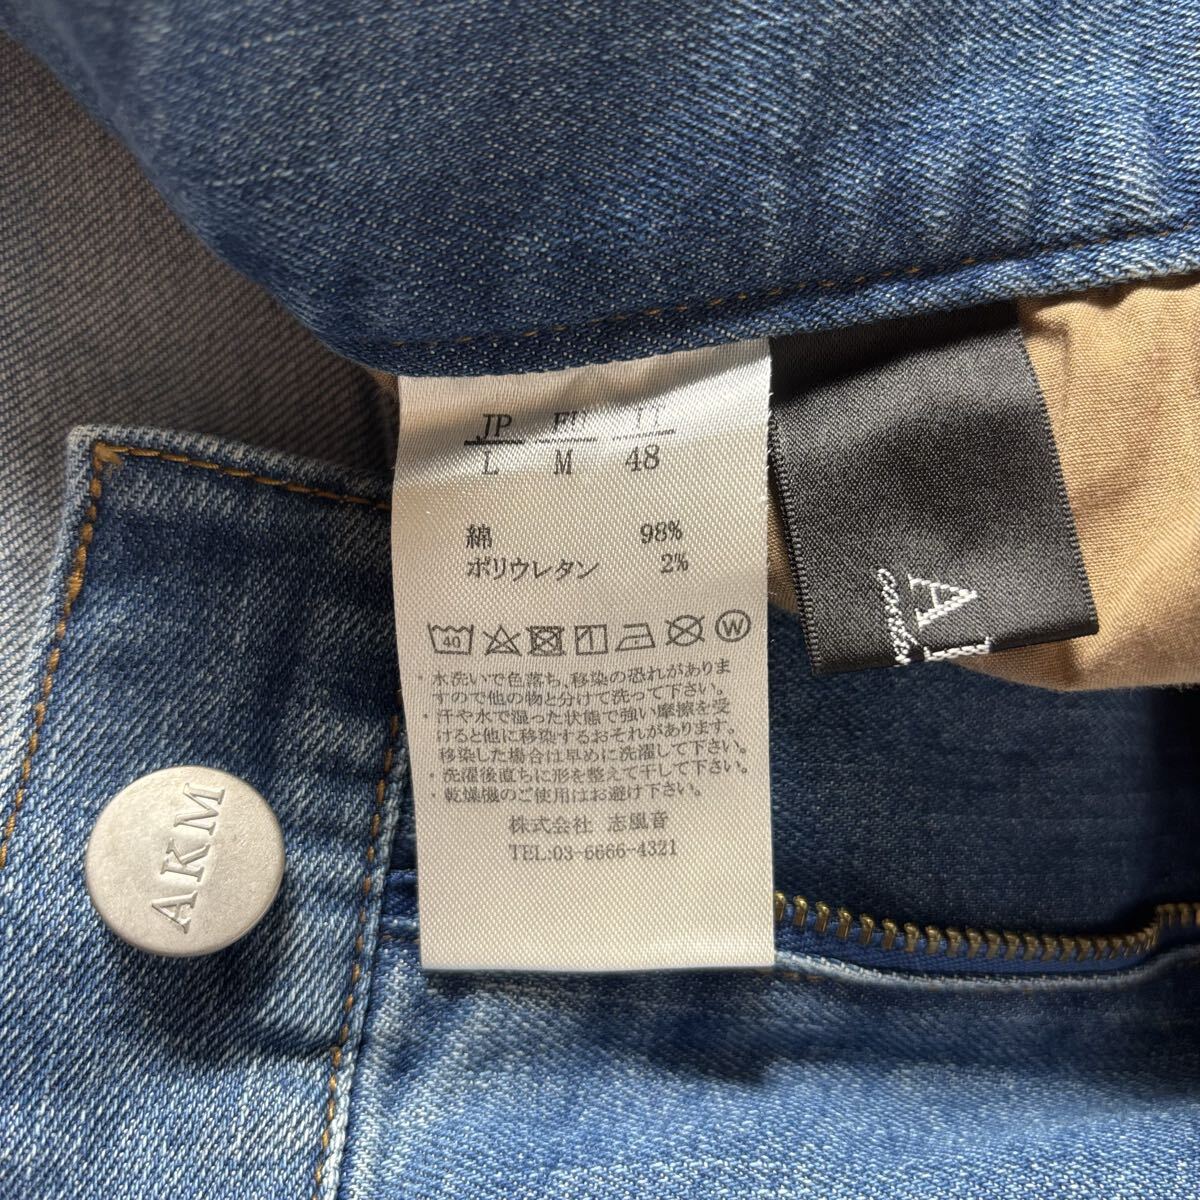 JP EU IT
L M 48
綿 98%
ポリウレタン 2%
40 W
・水洗いで色落ち、移染の恐れがありま
すので他の物と分けて洗って下さい。
・汗や水で湿った状態で強い摩擦を受
けると他に移染するおそれがあります。
移染した場合は早めに洗濯して下さい。
・洗濯後直ちに形を整えて干して下さい。
・乾燥機のご使用はお避け下さい。
株式会社 志風音
TEL:03-6666-4321
AKM